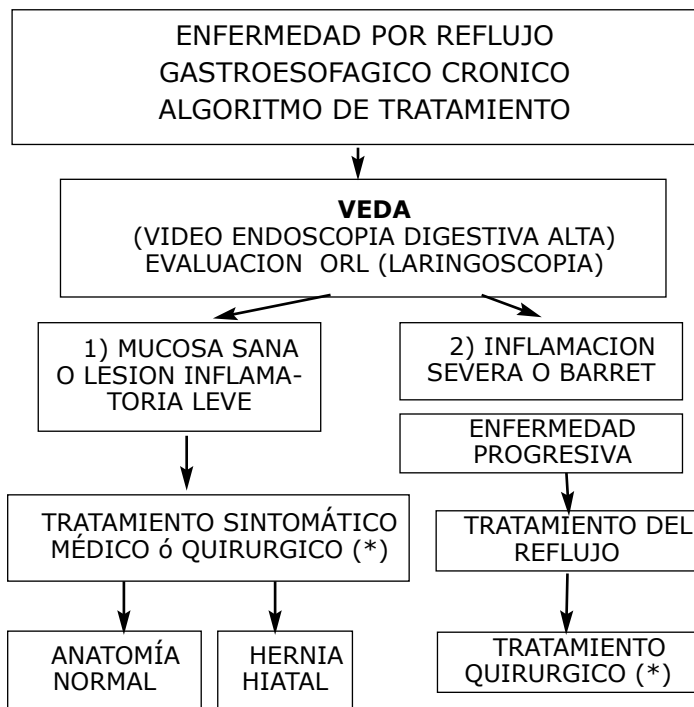 ENFERMEDAD POR REFLUJO
GASTROESOFAGICO CRONICO
ALGORITMO DE TRATAMIENTO
VEDA
(VIDEO ENDOSCOPIA DIGESTIVA ALTA)
EVALUACION ORL (LARINGOSCOPIA)
1) MUCOSA SANA
O LESION INFLAMA-
TORIA LEVE
2) INFLAMACION
SEVERA O BARRET
ENFERMEDAD
PROGRESIVA
TRATAMIENTO SINTOMÁTICO
MÉDICO ó QUIRURGICO (*)
TRATAMIENTO DEL
REFLUJO
ANATOMÍA
NORMAL
HERNIA
HIATAL
TRATAMIENTO
QUIRURGICO (*)